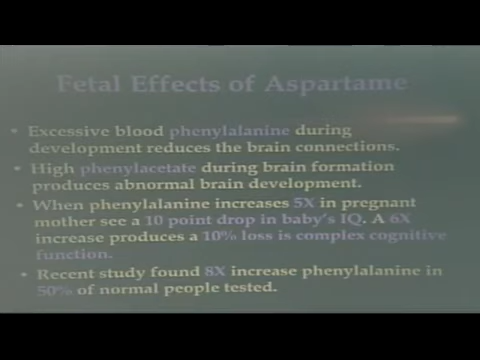 Fetal Effects of Aspartame
• Excessive blood phenylalanine during
development reduces the brain connections.
• High phenylacetate during brain formation
produces abnormal brain development.
• When phenylalanine increases 5X in pregnant
mother see a 10 point drop in baby's IQ. A 6X
increase produces a 10% loss is complex cognitive
function.
• Recent study found 8X increase phenylalanine in
50% of normal people tested.